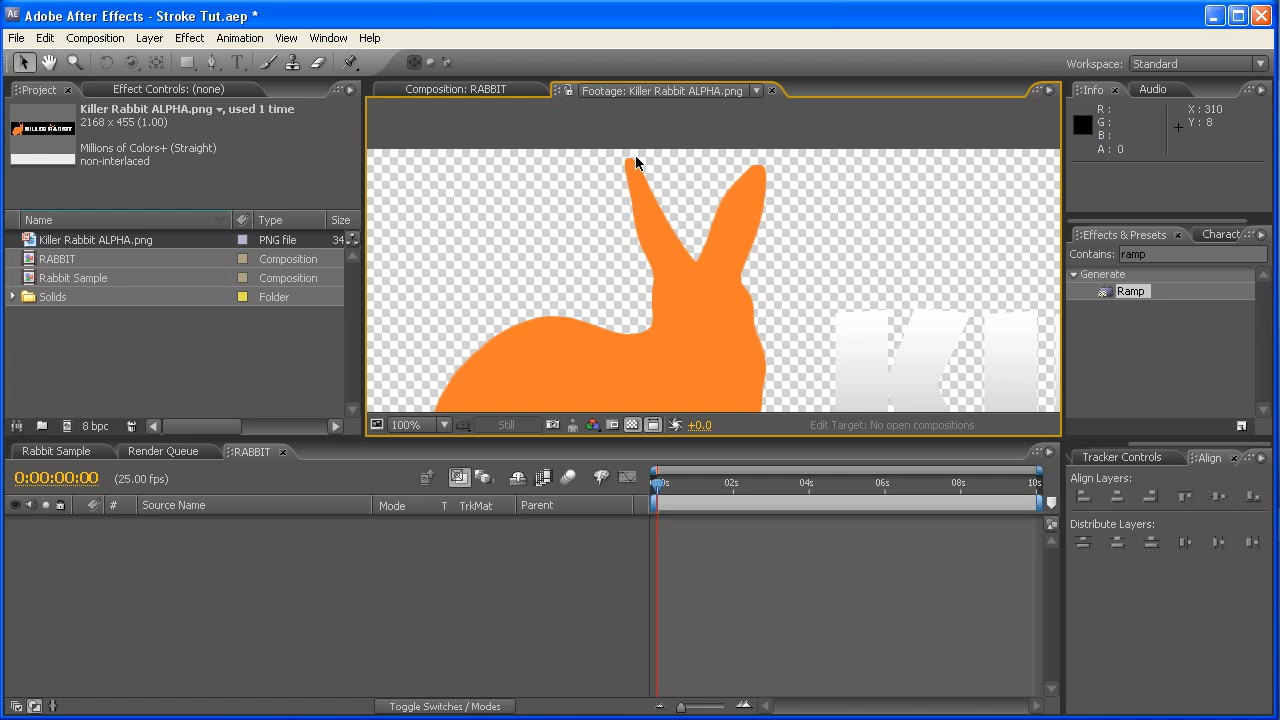 Adobe After Effects - Stroke Tut.aep *
File Edit Composition Layer Effect Animation View Window Help
Workspace: Standard
Project Effect Controls: (none)
Killer Rabbit ALPHA.png, used 1 time
2168 x 455 (1.00)
Millions of Colors+ (Straight)
non-interlaced
KILLER RABBIT
Name Type Size
Killer Rabbit ALPHA.png PNG file 34
RABBIT Composition
Rabbit Sample Composition
Solids Folder
8 bpc
Composition: RABBIT Footage: Killer Rabbit ALPHA.png
KI
100% Still +0.0 Edit Target: No open compositions
Info Audio
R : X : 310
G : Y : 8
B :
A : 0
Effects & Presets Charact
Contains: ramp
Generate
Ramp
Rabbit Sample Render Queue RABBIT
0:00:00:00 (25.00 fps)
# Source Name Mode T TrkMat Parent
02s 04s 06s 08s 10s
Toggle Switches / Modes
Tracker Controls Align
Align Layers:
Distribute Layers: